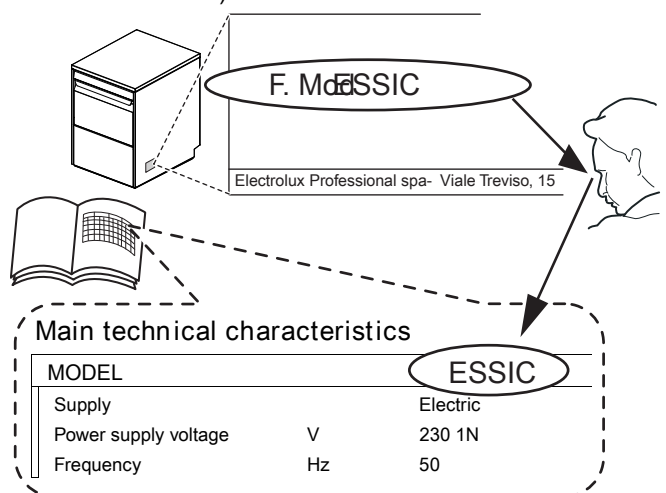 F. Mod ESSIC
Electrolux Professional spa- Viale Treviso, 15
Main technical characteristics
MODEL ESSIC
Supply Electric
Power supply voltage V 230 1N
Frequency Hz 50